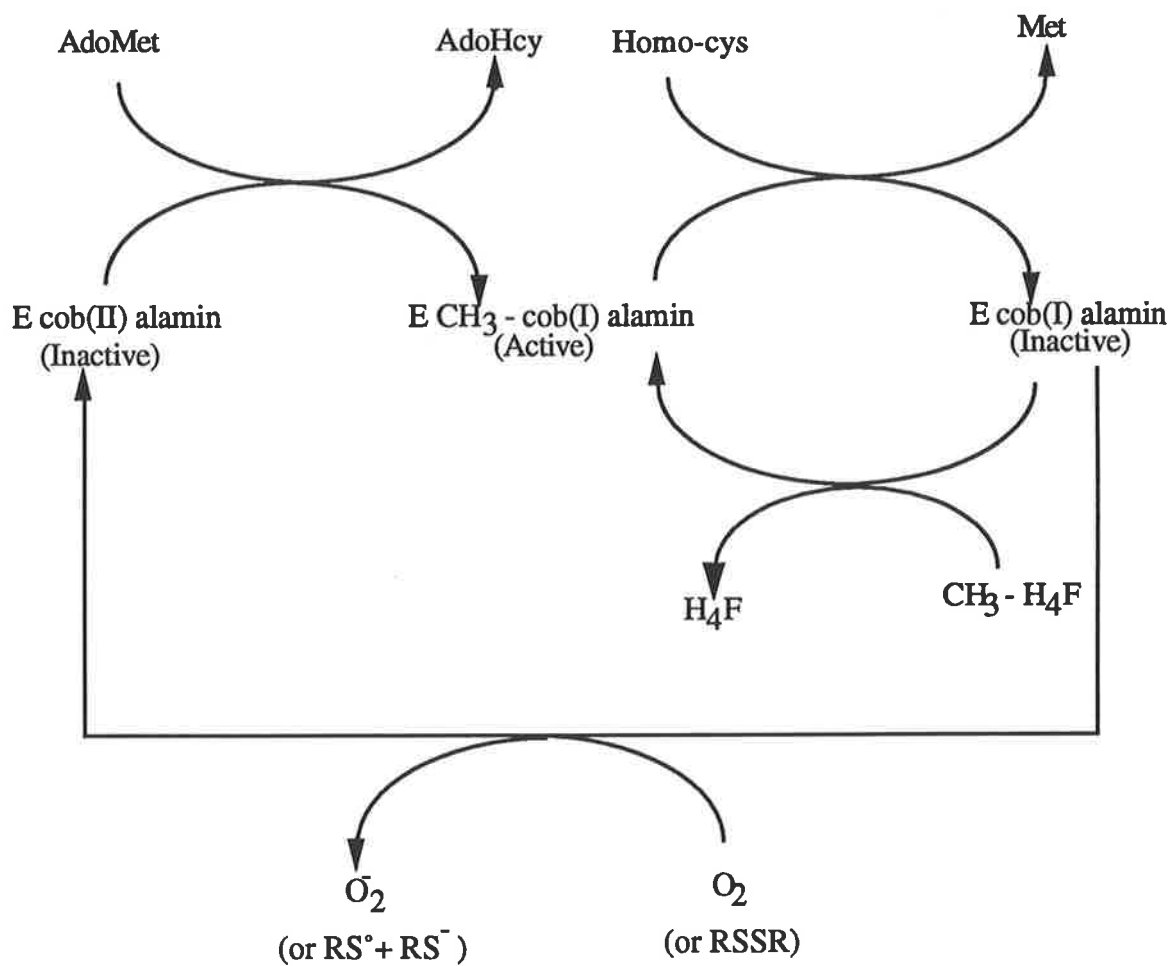 AdoMet AdoHcy Homo-cys Met
E cob(II) alamin E CH₃ - cob(I) alamin E cob(I) alamin
(Inactive) (Active) (Inactive)
H₄F CH₃ - H₄F
O₂⁻ O₂
(or RS° + RS⁻ ) (or RSSR)